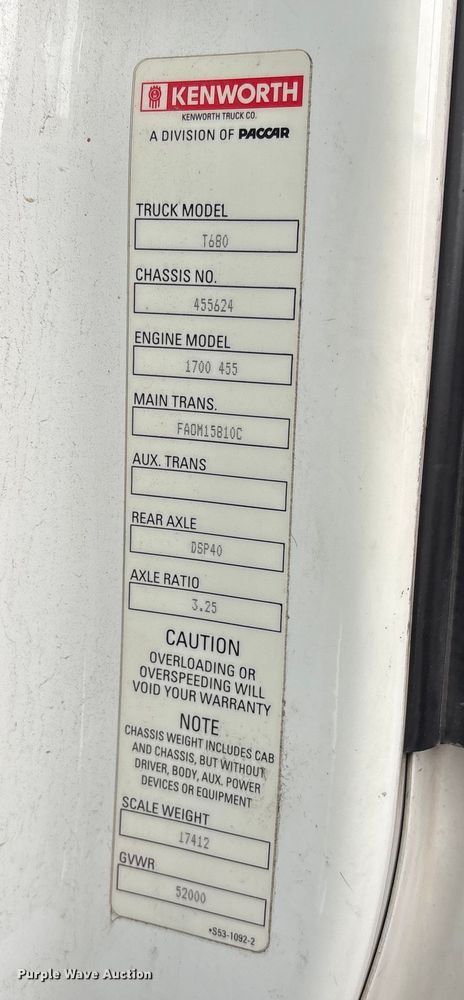 KENWORTH
KENWORTH TRUCK CO.
A DIVISION OF PACCAR
TRUCK MODEL
T680
CHASSIS NO.
455624
ENGINE MODEL
1700 455
MAIN TRANS.
FAOM15810C
AUX. TRANS
REAR AXLE
DSP40
AXLE RATIO
3.25
CAUTION
OVERLOADING OR
OVERSPEEDING WILL
VOID YOUR WARRANTY
NOTE
CHASSIS WEIGHT INCLUDES CAB
AND CHASSIS, BUT WITHOUT
DRIVER, BODY, AUX. POWER
DEVICES OR EQUIPMENT
SCALE WEIGHT
17412
GVWR
52000
*S53-1092-2
Purple Wave Auction